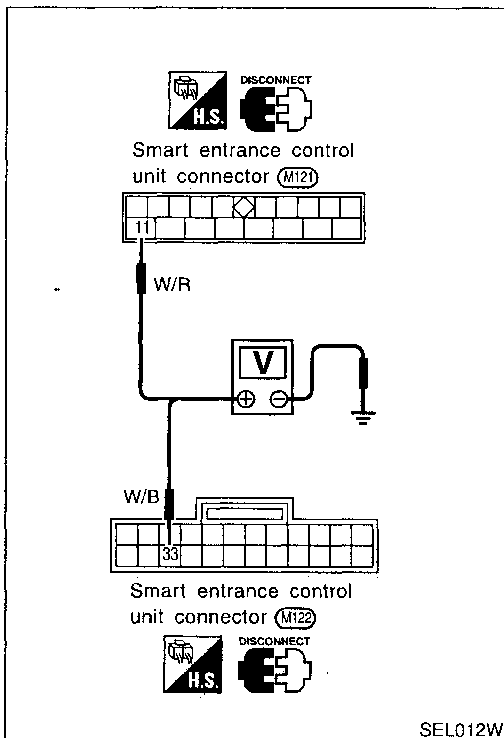 DISCONNECT
H.S.
Smart entrance control
unit connector M121
11
W/R
V
W/B
33
Smart entrance control
unit connector M122
DISCONNECT
H.S.
SEL012W